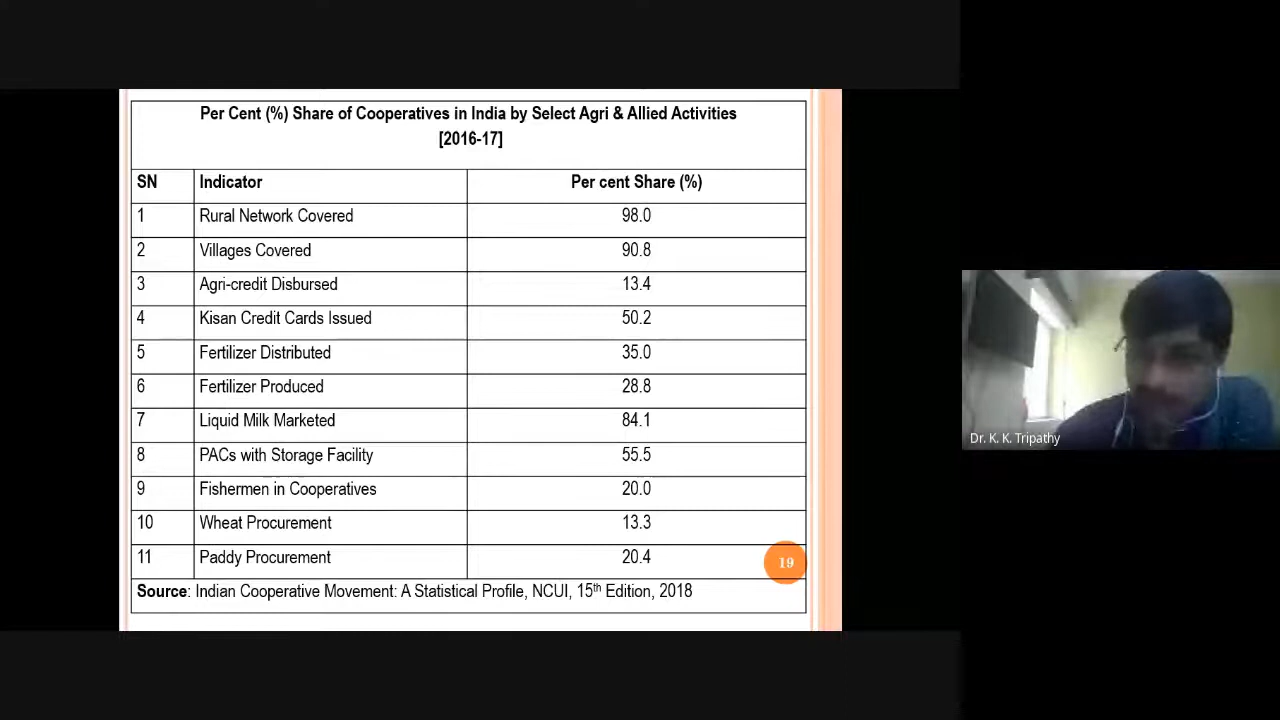 Per Cent (%) Share of Cooperatives in India by Select Agri & Allied Activities
[2016-17]
SN Indicator Per cent Share (%)
1 Rural Network Covered 98.0
2 Villages Covered 90.8
3 Agri-credit Disbursed 13.4
4 Kisan Credit Cards Issued 50.2
5 Fertilizer Distributed 35.0
6 Fertilizer Produced 28.8
7 Liquid Milk Marketed 84.1
8 PACs with Storage Facility 55.5
9 Fishermen in Cooperatives 20.0
10 Wheat Procurement 13.3
11 Paddy Procurement 20.4
19
Source: Indian Cooperative Movement: A Statistical Profile, NCUI, 15th Edition, 2018
Dr. K. K. Tripathy